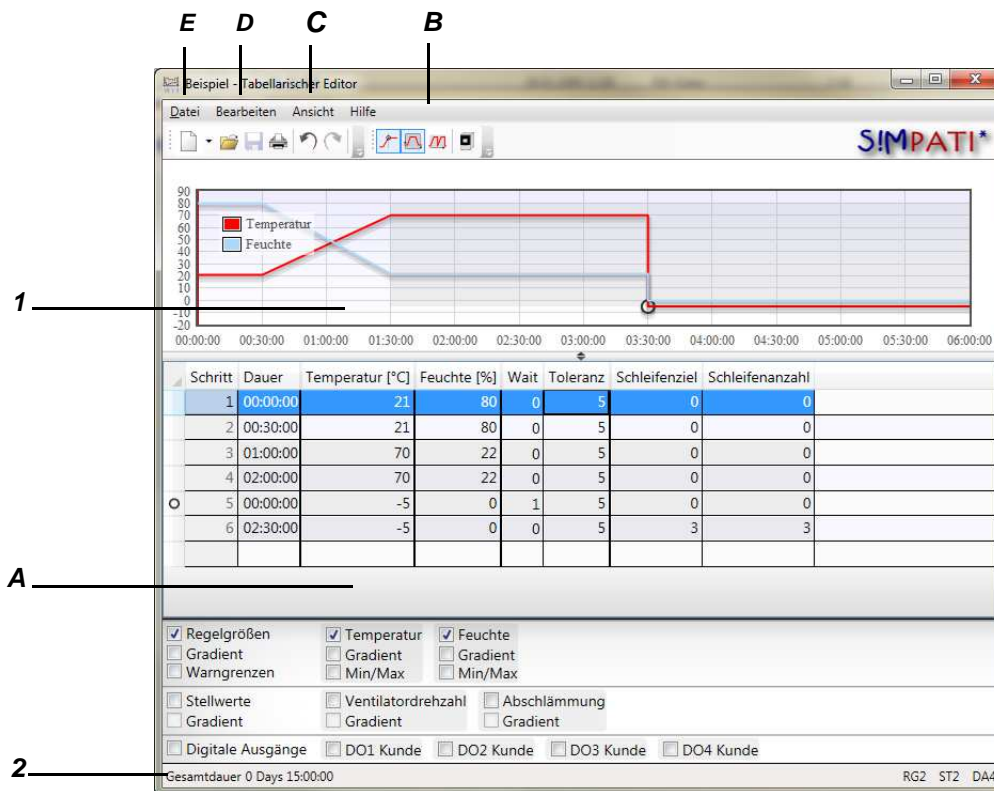 E D C B
Beispiel - Tabellarischer Editor
Datei Bearbeiten Ansicht Hilfe
S!MPATI*
90
80
70
60
50
40
30
20
10
0
-10
-20
Temperatur
Feuchte
1
00:00:00 00:30:00 01:00:00 01:30:00 02:00:00 02:30:00 03:00:00 03:30:00 04:00:00 04:30:00 05:00:00 05:30:00 06:00:00
Schritt Dauer Temperatur [°C] Feuchte [%] Wait Toleranz Schleifenziel Schleifenanzahl
1 00:00:00 21 80 0 5 0 0
2 00:30:00 21 80 0 5 0 0
3 01:00:00 70 22 0 5 0 0
4 02:00:00 70 22 0 5 0 0
5 00:00:00 -5 0 1 5 0 0
6 02:30:00 -5 0 0 5 3 3
A
Regelgrößen Temperatur Feuchte
Gradient Gradient Gradient
Warngrenzen Min/Max Min/Max
Stellwerte Ventilatordrehzahl Abschlämmung
Gradient Gradient Gradient
Digitale Ausgänge DO1 Kunde DO2 Kunde DO3 Kunde DO4 Kunde
2
Gesamtdauer 0 Days 15:00:00 RG2 ST2 DA4